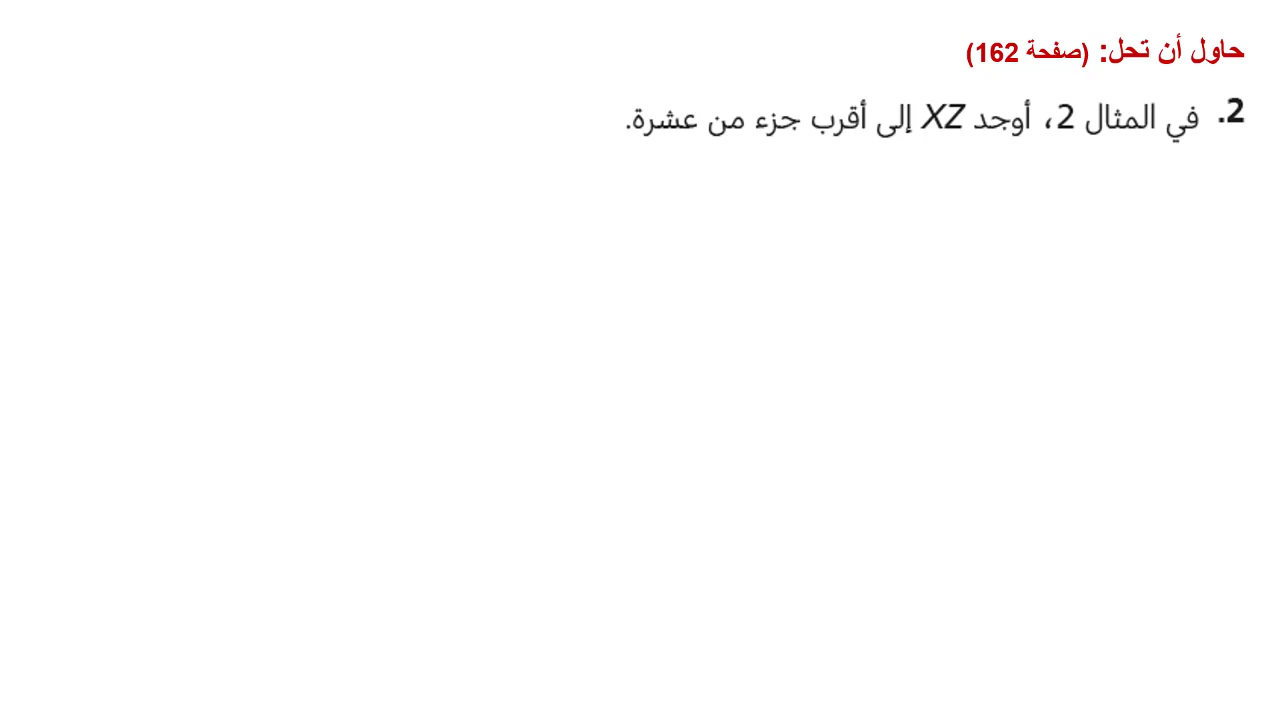 حاول أن تحل: (صفحة 162)
2. في المثال 2، أوجد XZ إلى أقرب جزء من عشرة.